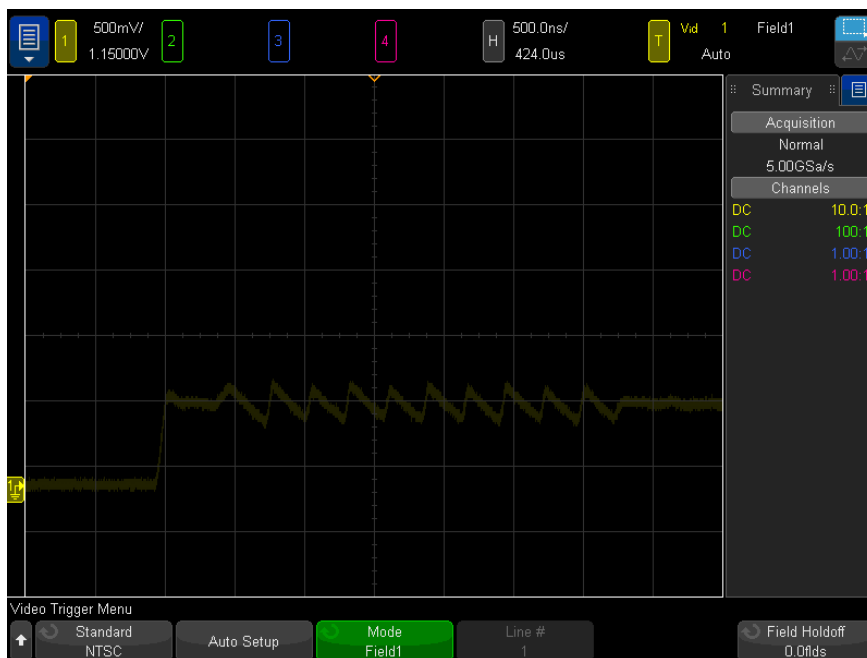 1 500mV/ 2 3 4 H 500.0ns/ T Vid 1 Field1
1.15000V 424.0us Auto
Summary
Acquisition
Normal
5.00GSa/s
Channels
DC 10.0:1
DC 100:1
DC 1.00:1
DC 1.00:1
1
Video Trigger Menu
Standard
NTSC
Auto Setup
Mode
Field1
Line #
1
Field Holdoff
0.0flds